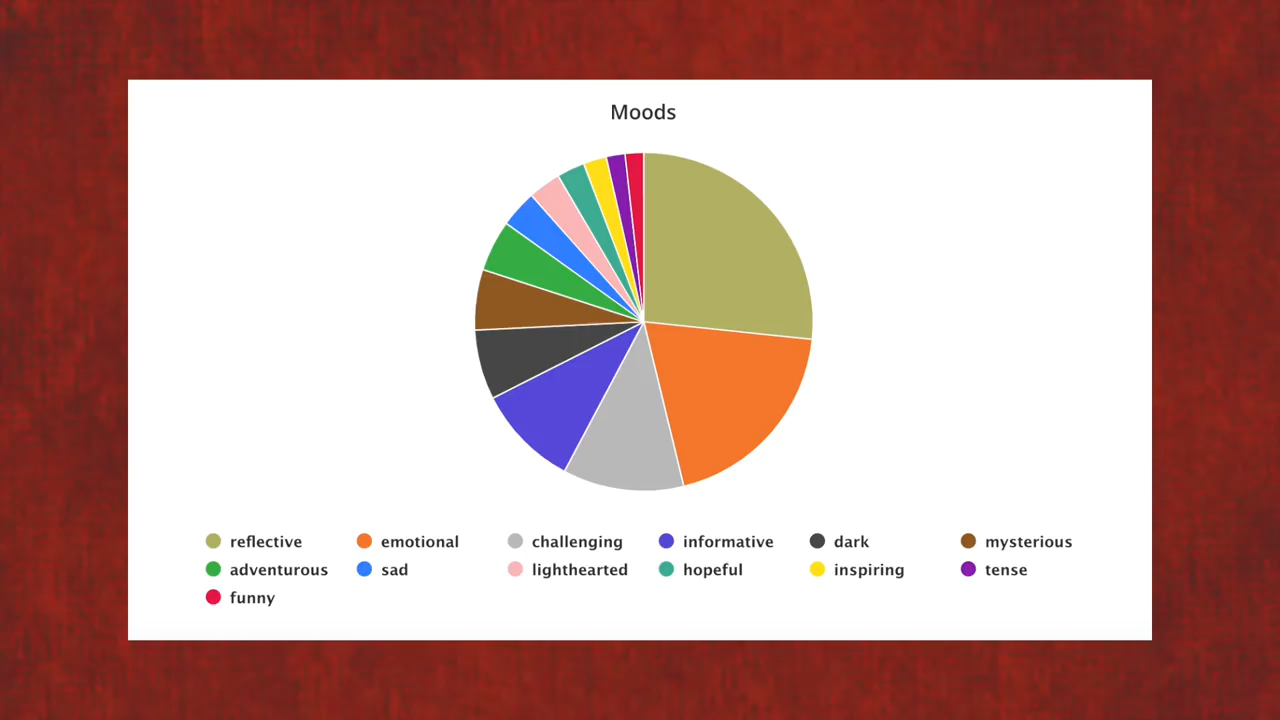 Moods
reflective emotional challenging informative dark mysterious
adventurous sad lighthearted hopeful inspiring tense
funny